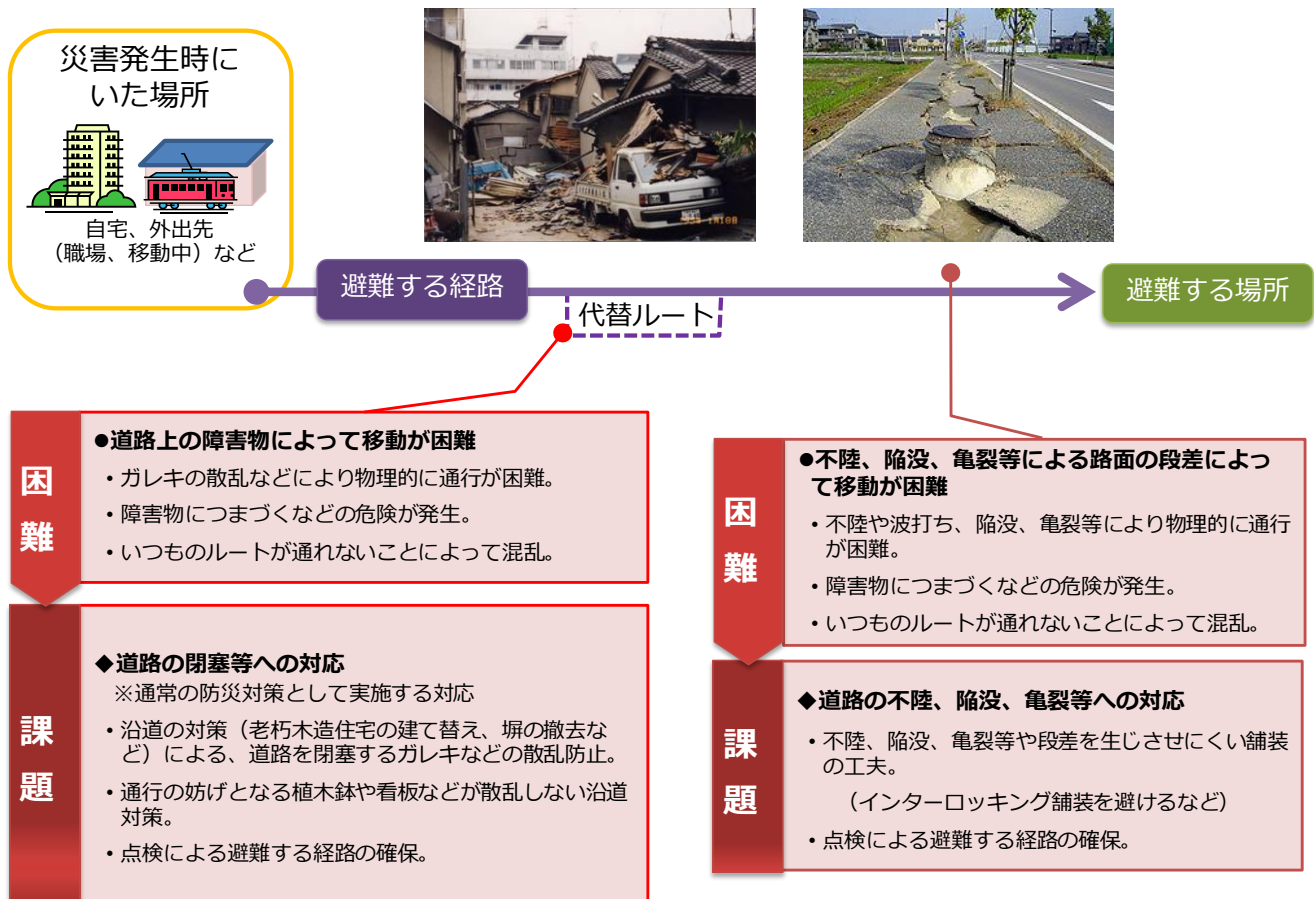 災害発生時に
いた場所
自宅、外出先
（職場、移動中）など
避難する経路
代替ルート
避難する場所
困
難
●道路上の障害物によって移動が困難
・ガレキの散乱などにより物理的に通行が困難。
・障害物につまづくなどの危険が発生。
・いつものルートが通れないことによって混乱。
課
題
◆道路の閉塞等への対応
※通常の防災対策として実施する対応
・沿道の対策（老朽木造住宅の建て替え、塀の撤去な
ど）による、道路を閉塞するガレキなどの散乱防止。
・通行の妨げとなる植木鉢や看板などが散乱しない沿道
対策。
・点検による避難する経路の確保。
困
難
●不陸、陥没、亀裂等による路面の段差によっ
て移動が困難
・不陸や波打ち、陥没、亀裂等により物理的に通行
が困難。
・障害物につまづくなどの危険が発生。
・いつものルートが通れないことによって混乱。
課
題
◆道路の不陸、陥没、亀裂等への対応
・不陸、陥没、亀裂等や段差を生じさせにくい舗装
の工夫。
（インターロッキング舗装を避けるなど）
・点検による避難する経路の確保。